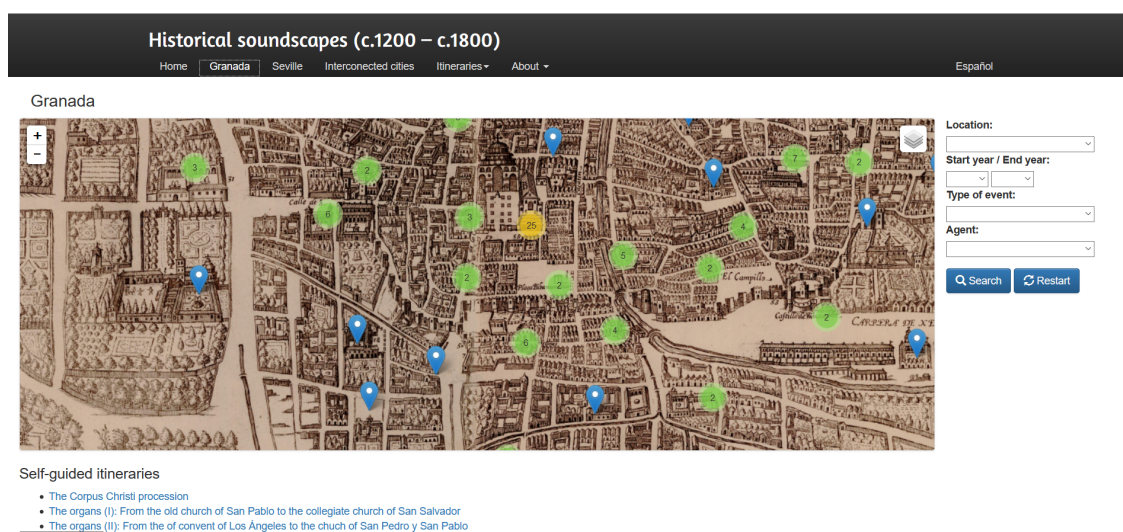 Historical soundscapes (c.1200 – c.1800)
Home Granada Seville Interconnected cities Itineraries About Español
Granada
+
−
Location:
Start year / End year:
Type of event:
Agent:
Search Restart
3
2
7
2
Calle de
6
3
25
4
5
2
El Campillo
2
2
2
CARRERA DE XE
6
4
2
Self-guided itineraries
• The Corpus Christi procession
• The organs (I): From the old church of San Pablo to the collegiate church of San Salvador
• The organs (II): From the of convent of Los Ángeles to the chuch of San Pedro y San Pablo